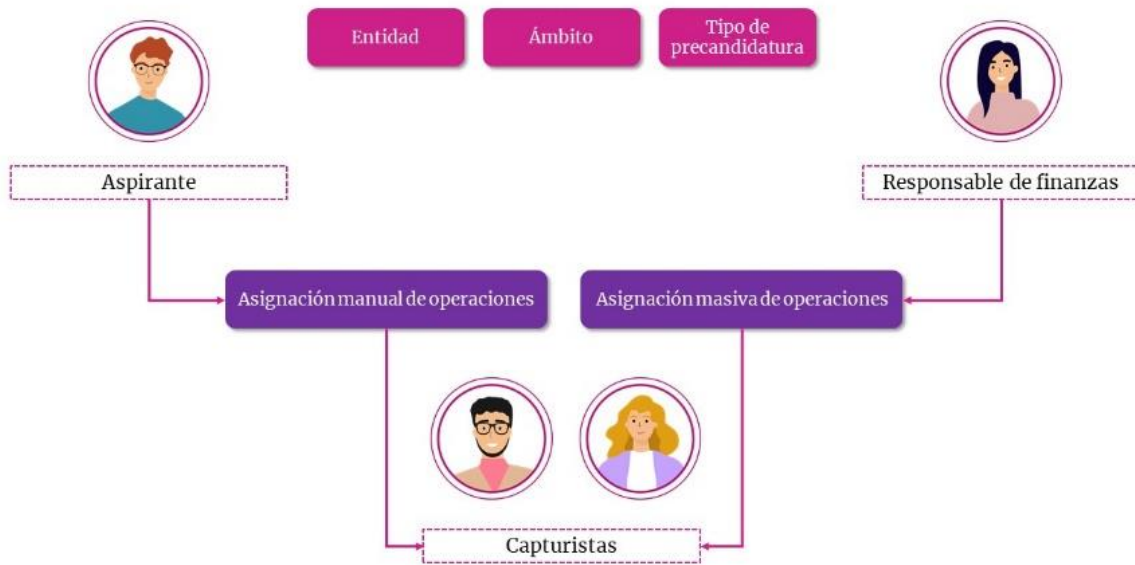 Entidad
Ámbito
Tipo de
precandidatura
Aspirante
Responsable de finanzas
Asignación manual de operaciones
Asignación masiva de operaciones
Capturistas